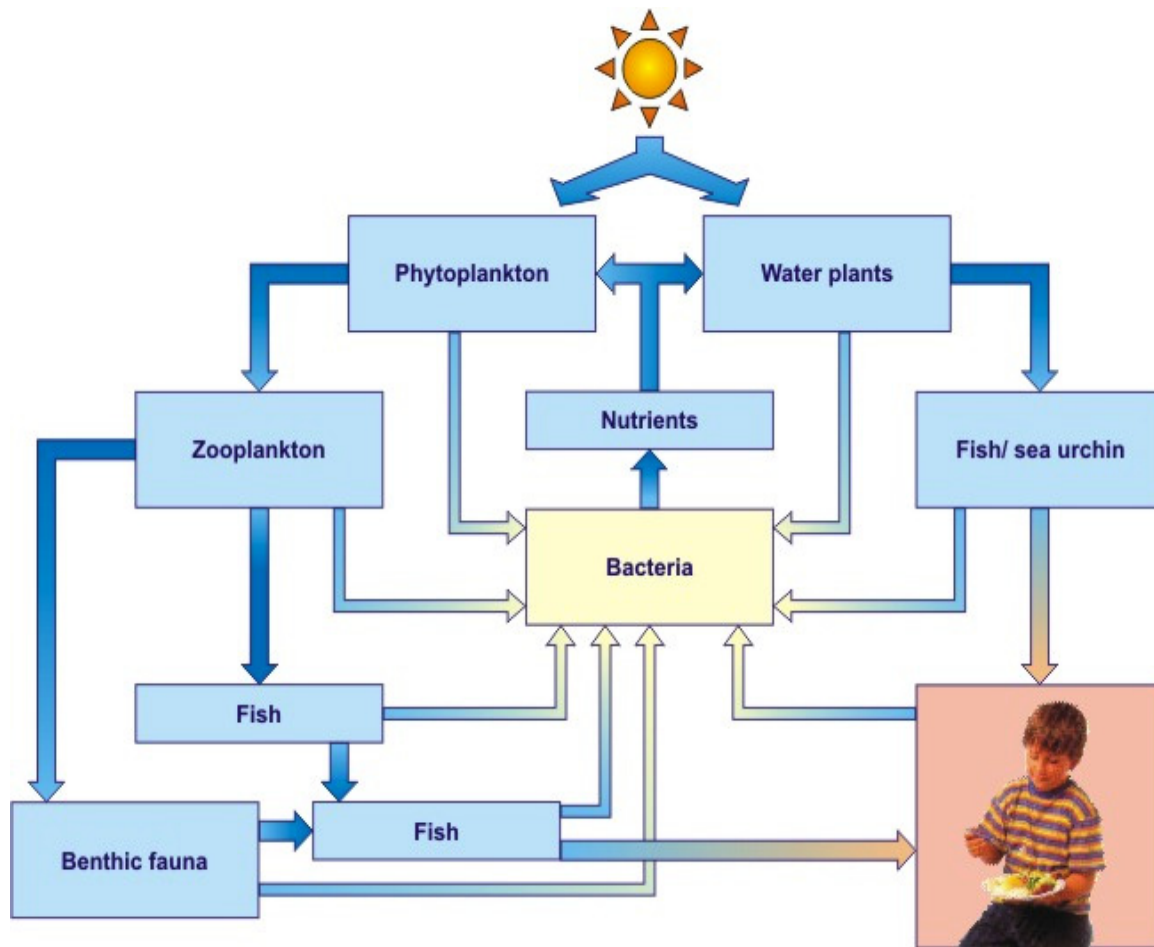 Phytoplankton
Water plants
Nutrients
Zooplankton
Fish/ sea urchin
Bacteria
Fish
Fish
Benthic fauna